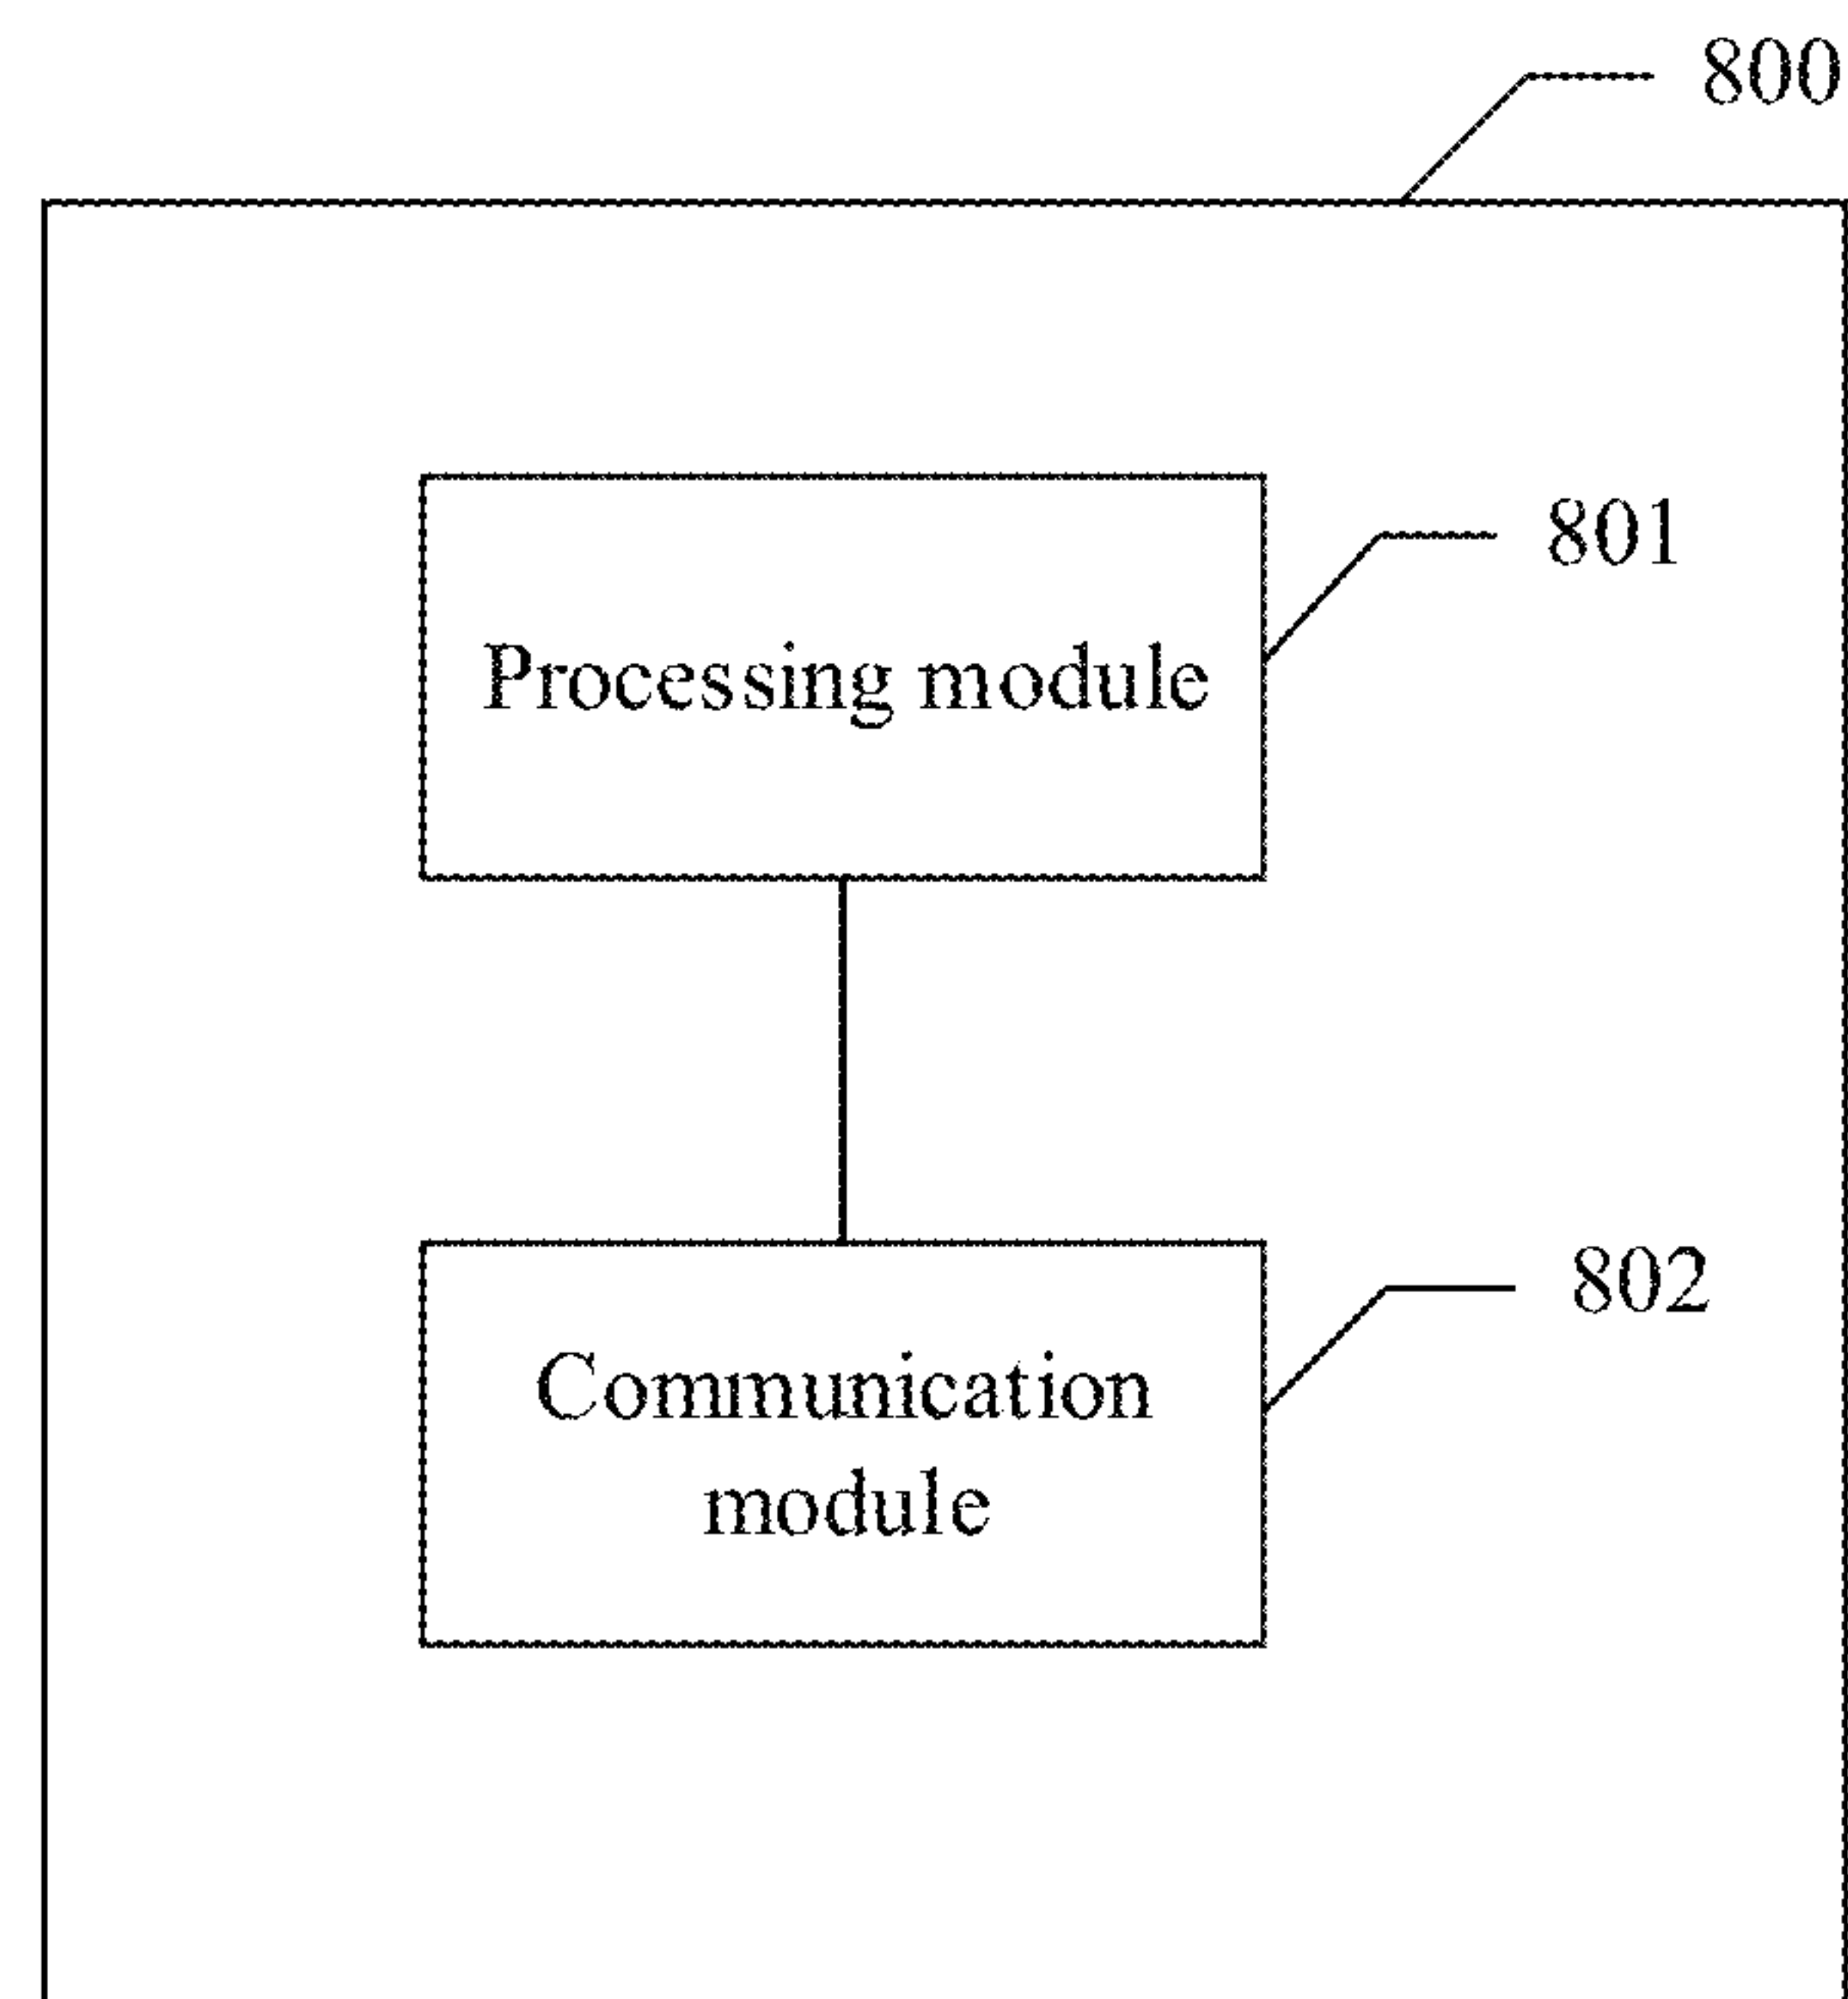 800
801
Processing module
802
Communication
module